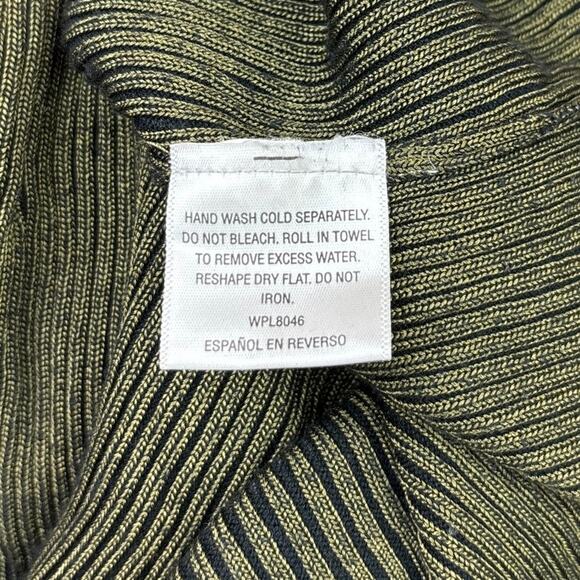 HAND WASH COLD SEPARATELY.
DO NOT BLEACH. ROLL IN TOWEL
TO REMOVE EXCESS WATER.
RESHAPE DRY FLAT. DO NOT
IRON.
WPL8046
ESPAÑOL EN REVERSO